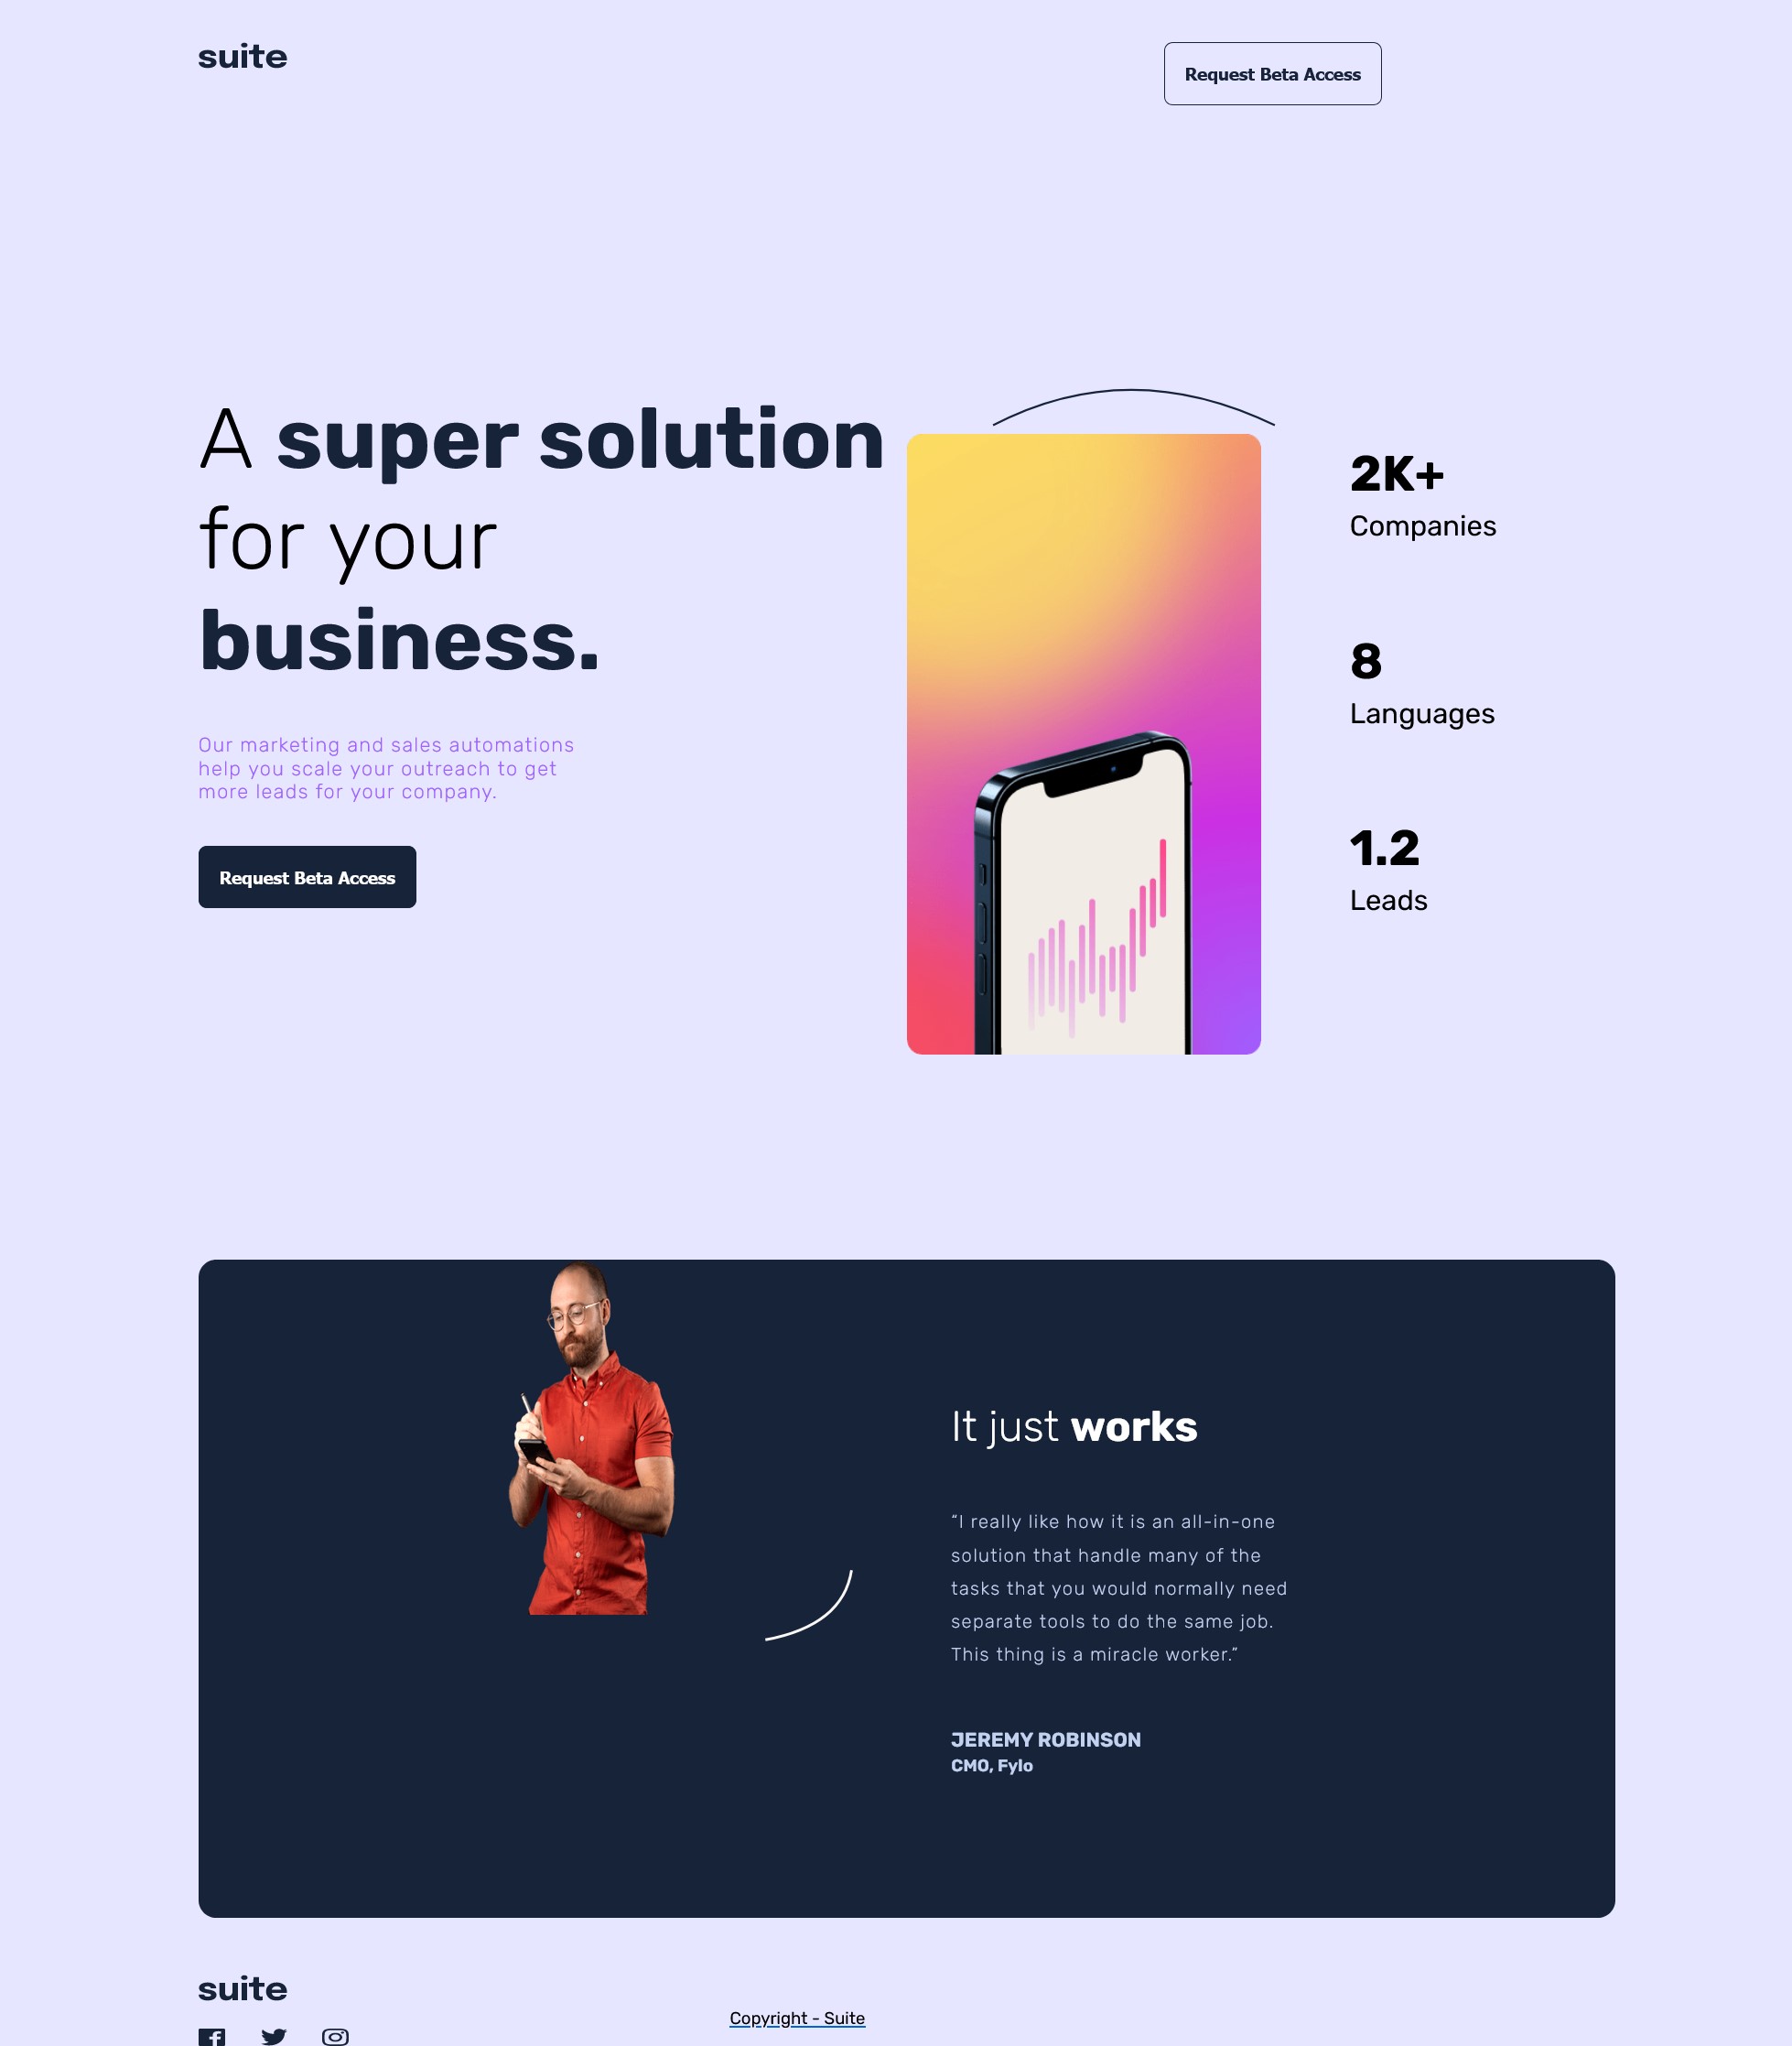 suite
Request Beta Access
A super solution
for your
business.
Our marketing and sales automations
help you scale your outreach to get
more leads for your company.
Request Beta Access
2K+
Companies
8
Languages
1.2
Leads
It just works
“I really like how it is an all-in-one
solution that handle many of the
tasks that you would normally need
separate tools to do the same job.
This thing is a miracle worker.”
JEREMY ROBINSON
CMO, Fylo
suite
Copyright - Suite